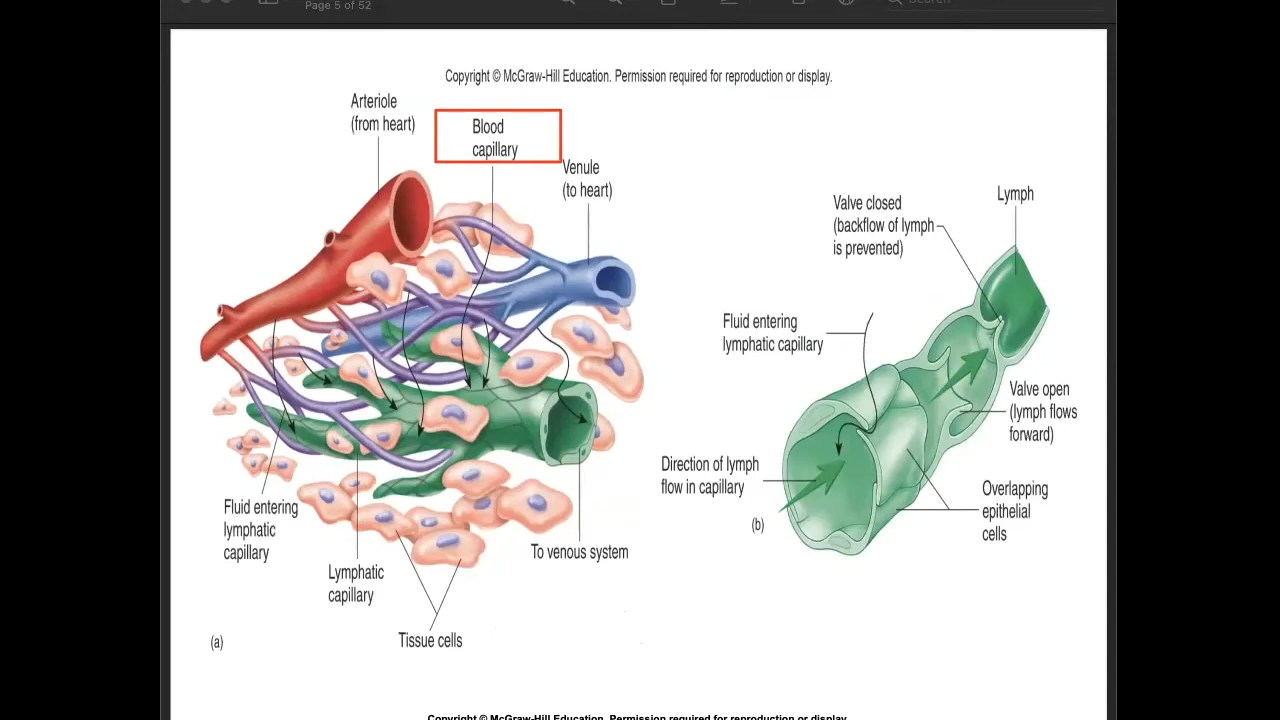 Page 5 of 52
Search
Copyright © McGraw-Hill Education. Permission required for reproduction or display.
Arteriole
(from heart)
Blood
capillary
Venule
(to heart)
Fluid entering
lymphatic
capillary
Lymphatic
capillary
Tissue cells
To venous system
(a)
Lymph
Valve closed
(backflow of lymph
is prevented)
Fluid entering
lymphatic capillary
Valve open
(lymph flows
forward)
Direction of lymph
flow in capillary
Overlapping
epithelial
cells
(b)
Copyright © McGraw-Hill Education. Permission required for reproduction or display.